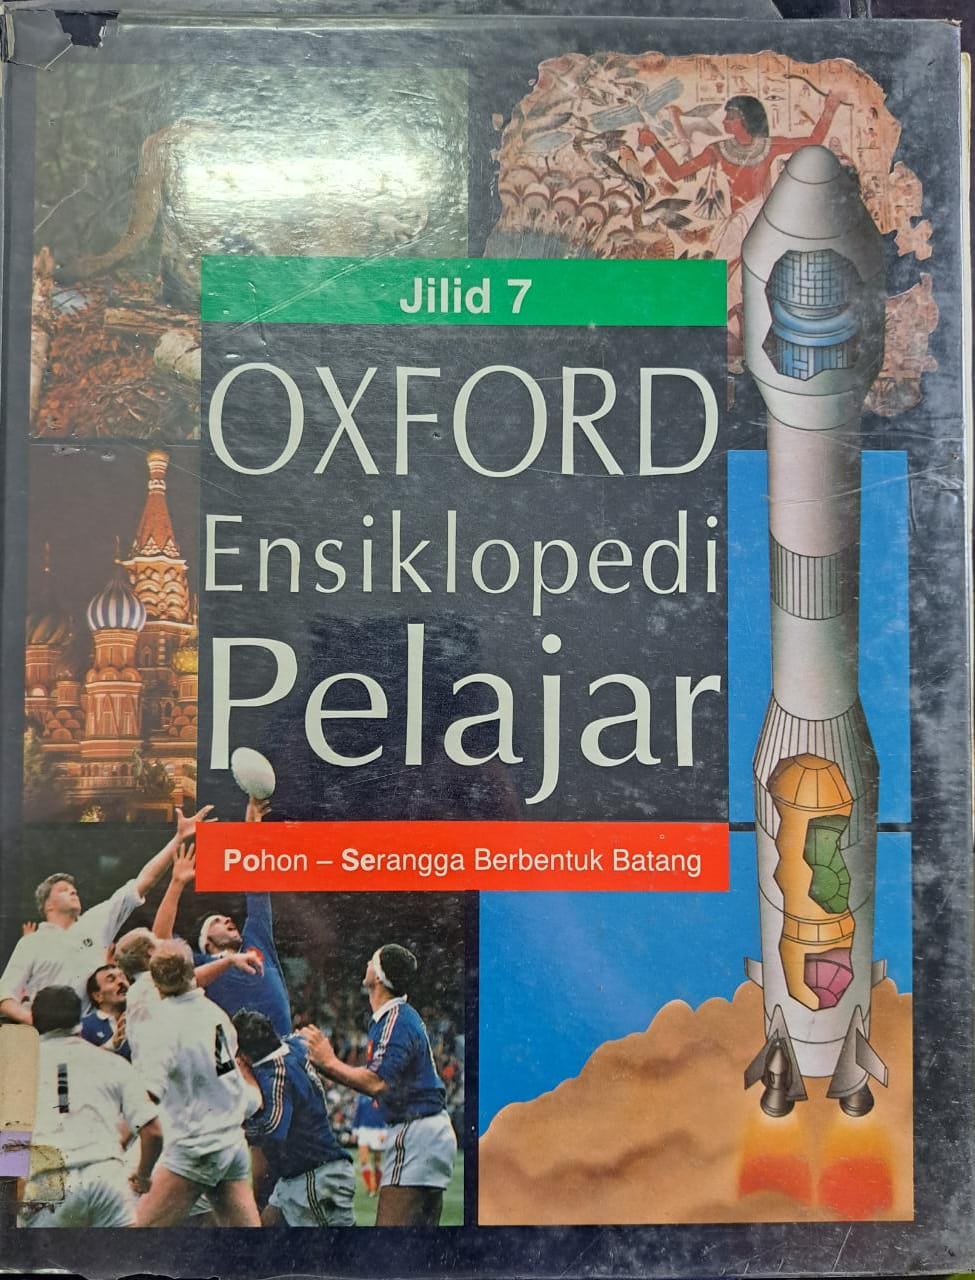 Jilid 7
OXFORD
Ensiklopedi
Pelajar
Pohon – Serangga Berbentuk Batang